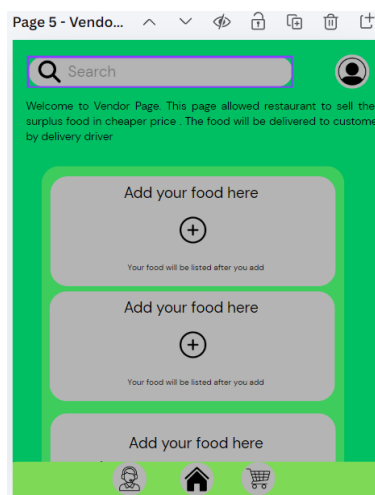 Page 5 - Vendo...
Search
Welcome to Vendor Page. This page allowed restaurant to sell the
surplus food in cheaper price . The food will be delivered to custome
by delivery driver
Add your food here
Your food will be listed after you add
Add your food here
Your food will be listed after you add
Add your food here